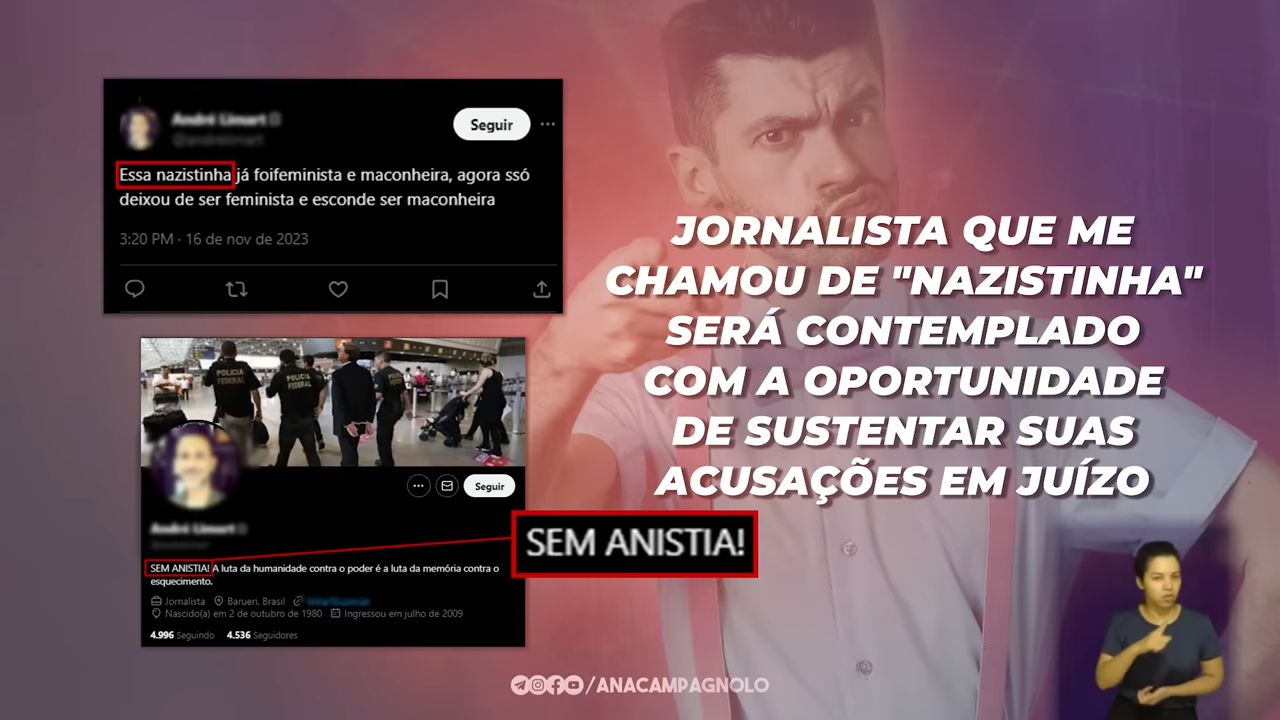 Seguir
Essa nazistinha já foifeminista e maconheira, agora ssó
deixou de ser feminista e esconde ser maconheira
3:20 PM · 16 de nov de 2023
POLICIA
FEDERAL
POLICIA
FEDERAL
Seguir
SEM ANISTIA! A luta da humanidade contra o poder é a luta da memória contra o
esquecimento.
Jornalista Barueri, Brasil
Nascido(a) em 2 de outubro de 1980 Ingressou em julho de 2009
4.996 Seguindo 4.536 Seguidores
SEM ANISTIA!
JORNALISTA QUE ME
CHAMOU DE "NAZISTINHA"
SERÁ CONTEMPLADO
COM A OPORTUNIDADE
DE SUSTENTAR SUAS
ACUSAÇÕES EM JUÍZO
/ANACAMPAGNOLO